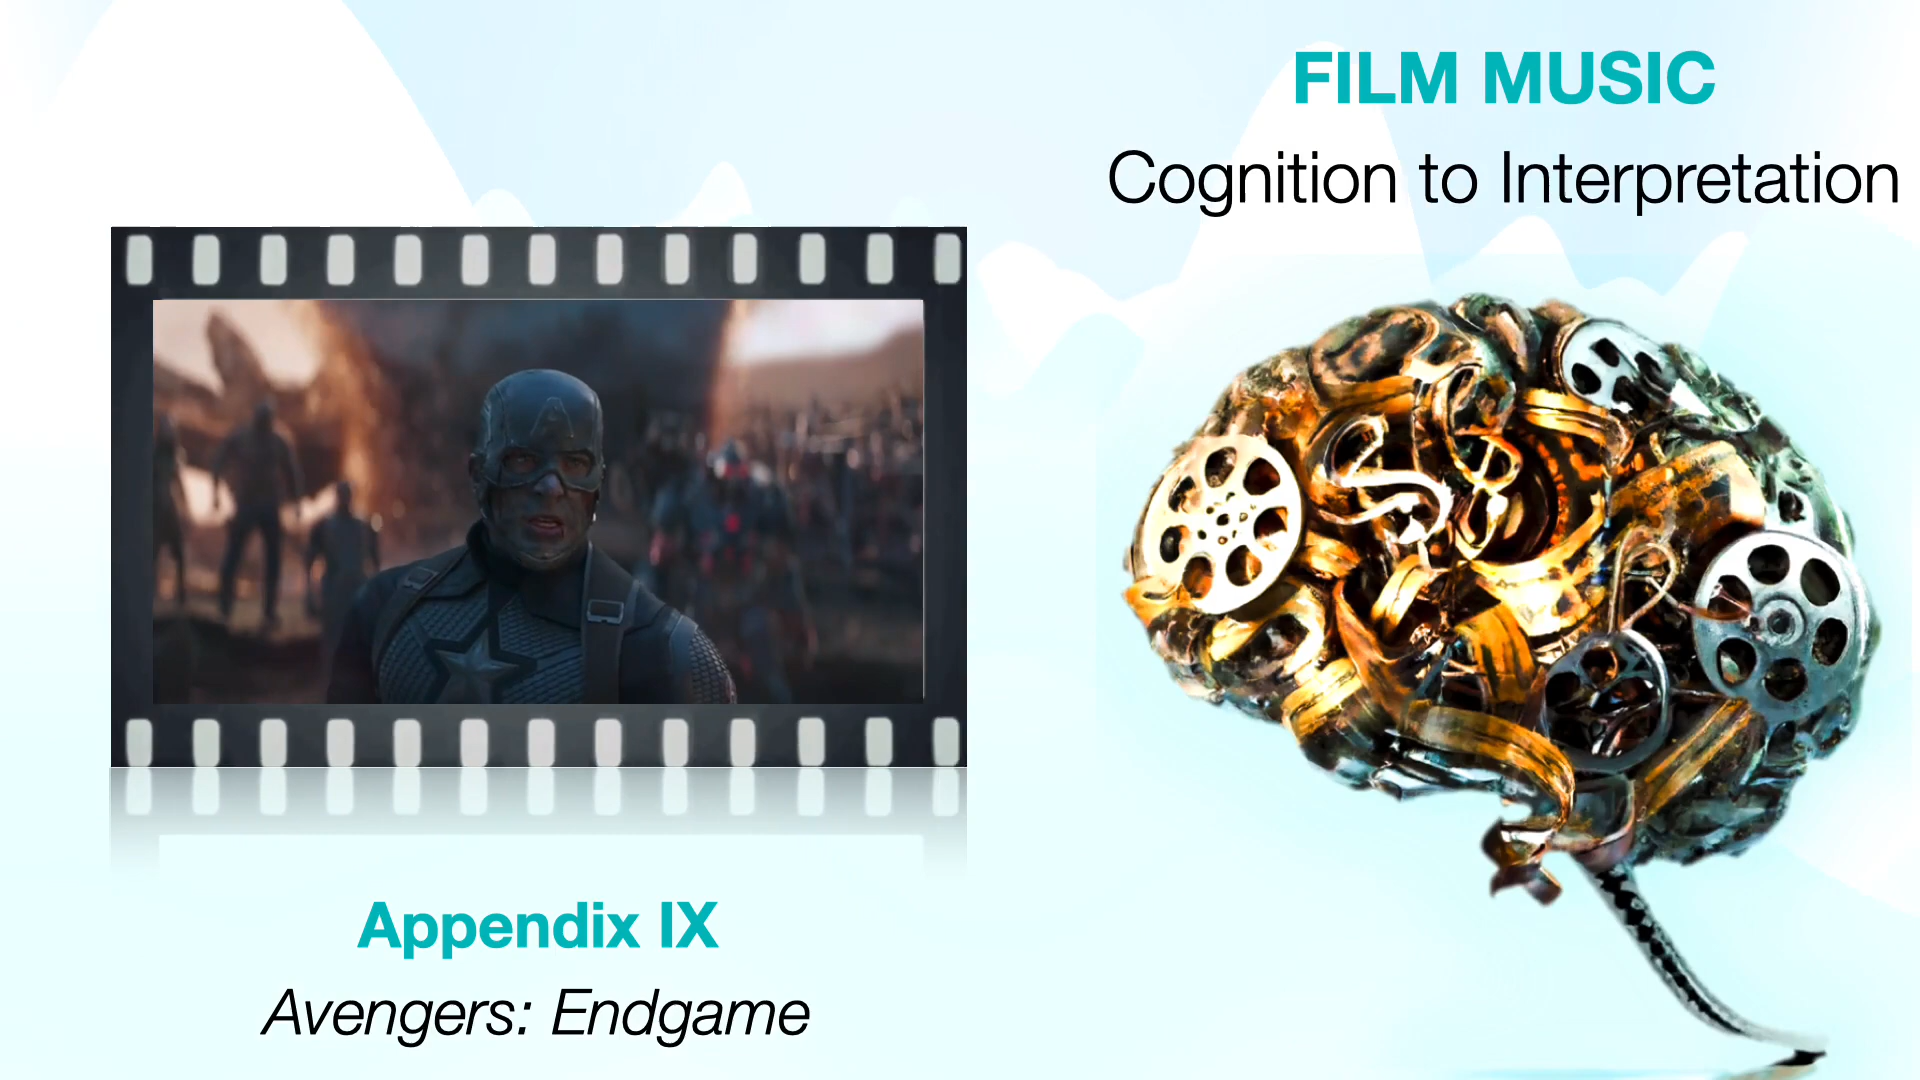 FILM MUSIC
Cognition to Interpretation
A
Appendix IX
Avengers: Endgame